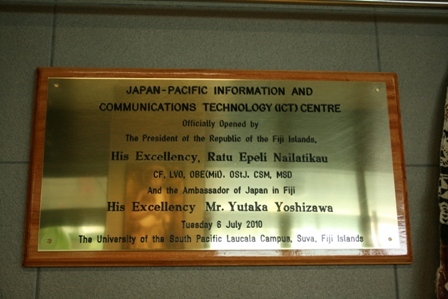 JAPAN-PACIFIC INFORMATION AND
COMMUNICATIONS TECHNOLOGY (ICT) CENTRE
Officially Opened by
The President of the Republic of the Fiji Islands,
His Excellency, Ratu Epeli Nailatikau
CF, LVO, OBE(Mil), OStJ, CSM, MSD
And the Ambassador of Japan in Fiji
His Excellency Mr. Yutaka Yoshizawa
Tuesday 6 July 2010
The University of the South Pacific Laucala Campus, Suva, Fiji Islands